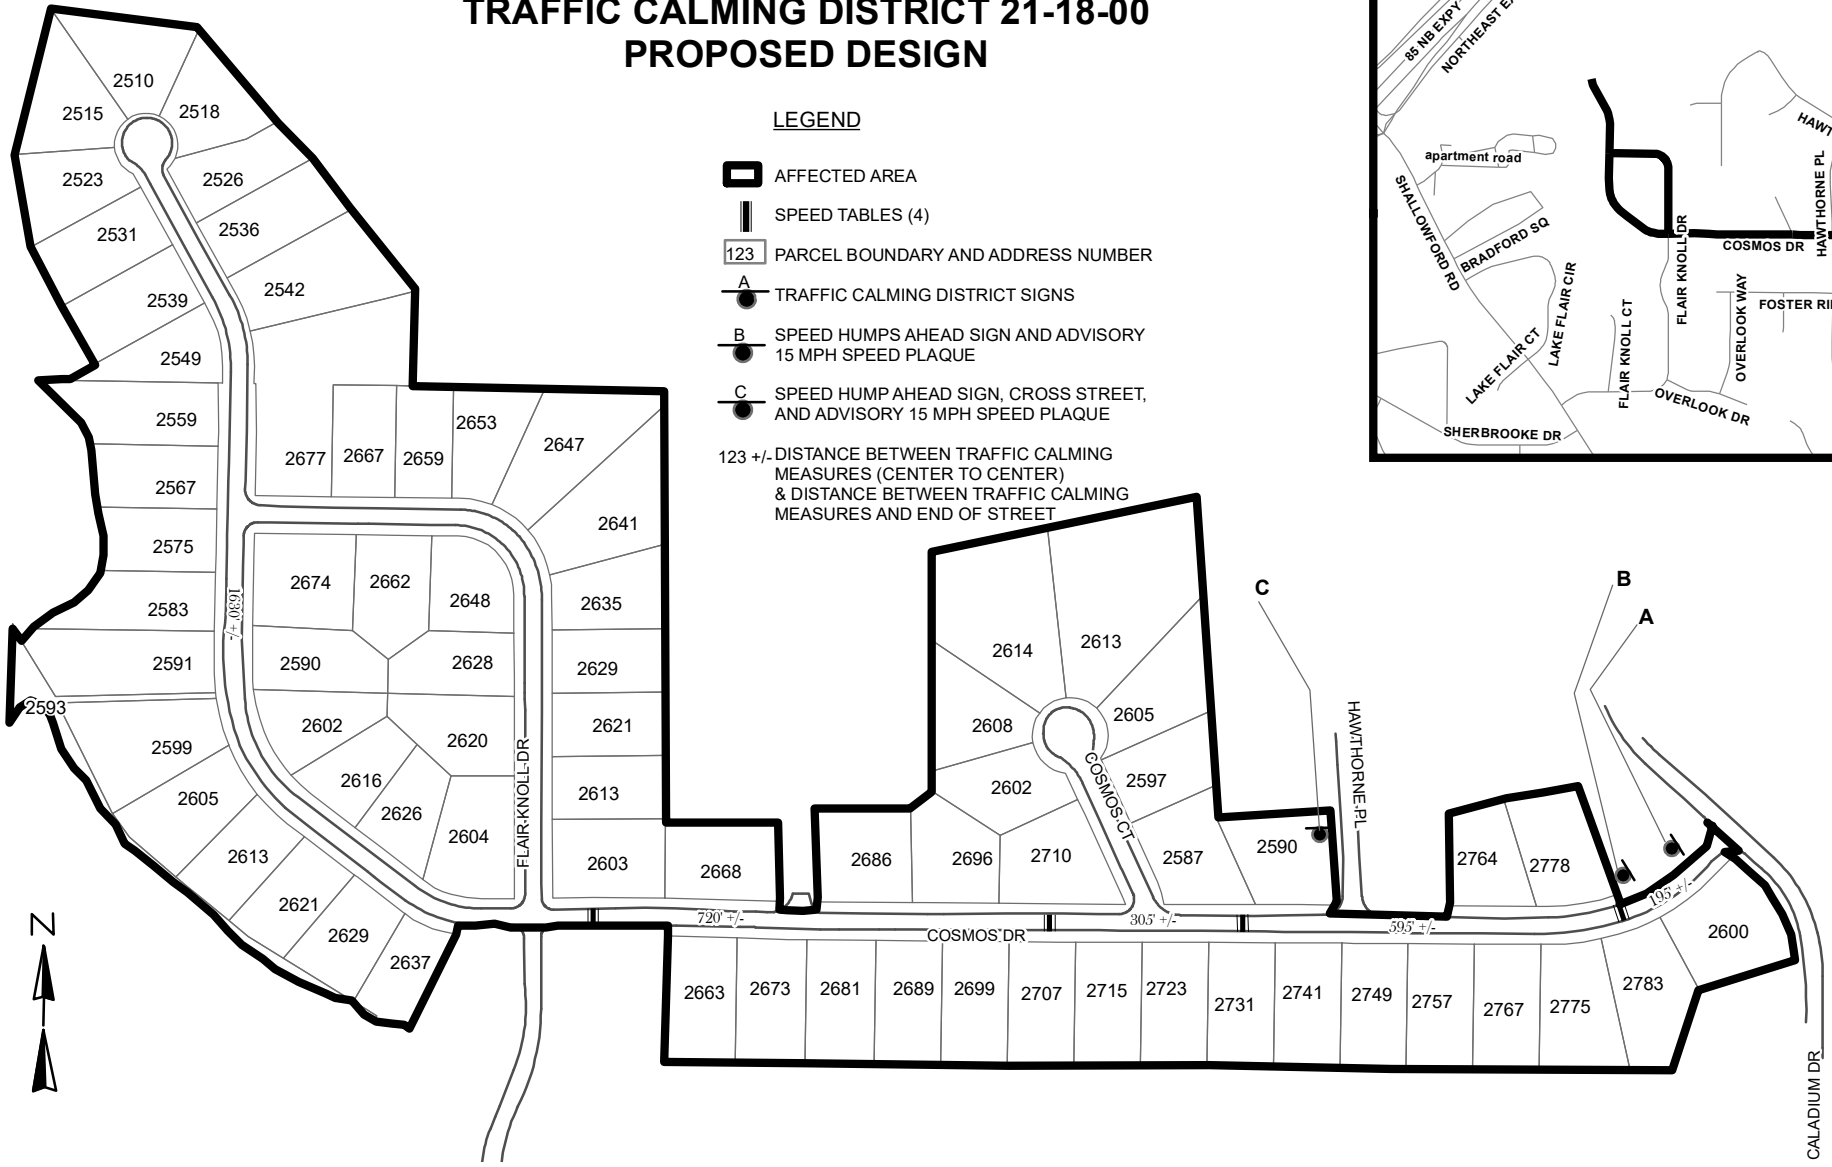 TRAFFIC CALMING DISTRICT 21-18-00
PROPOSED DESIGN
LEGEND
AFFECTED AREA
SPEED TABLES (4)
123 PARCEL BOUNDARY AND ADDRESS NUMBER
A
TRAFFIC CALMING DISTRICT SIGNS
B
SPEED HUMPS AHEAD SIGN AND ADVISORY
15 MPH SPEED PLAQUE
C
SPEED HUMP AHEAD SIGN, CROSS STREET,
AND ADVISORY 15 MPH SPEED PLAQUE
123 +/- DISTANCE BETWEEN TRAFFIC CALMING
MEASURES (CENTER TO CENTER)
& DISTANCE BETWEEN TRAFFIC CALMING
MEASURES AND END OF STREET
85 NB EXPY
NORTHEAST
apartment road
SHALLOWFORD RD
BRADFORD SQ
LAKE FLAIR CIR
LAKE FLAIR CT
FLAIR KNOLL CT
FLAIR KNOLL DR
COSMOS DR
HAWTHORNE PL
OVERLOOK WAY
OVERLOOK DR
SHERBROOKE DR
FOSTER
2510
2515
2518
2523
2526
2531
2536
2539
2542
2549
2559
2567
2575
2583
2591
2593
2599
2605
2613
2621
2629
2637
2677
2667
2659
2653
2647
2641
2635
2629
2621
2613
2603
2668
2674
2662
2648
2590
2628
2602
2620
2616
2626
2604
1630' +/-
FLAIR KNOLL DR
2614
2613
2608
2605
2602
2597
COSMOS CT
2686
2696
2710
2587
2590
C
HAWTHORNE PL
B
A
2764
2778
720' +/-
305' +/-
595' +/-
195' +/-
COSMOS DR
2600
2663
2673
2681
2689
2699
2707
2715
2723
2731
2741
2749
2757
2767
2775
2783
CALADIUM DR
N